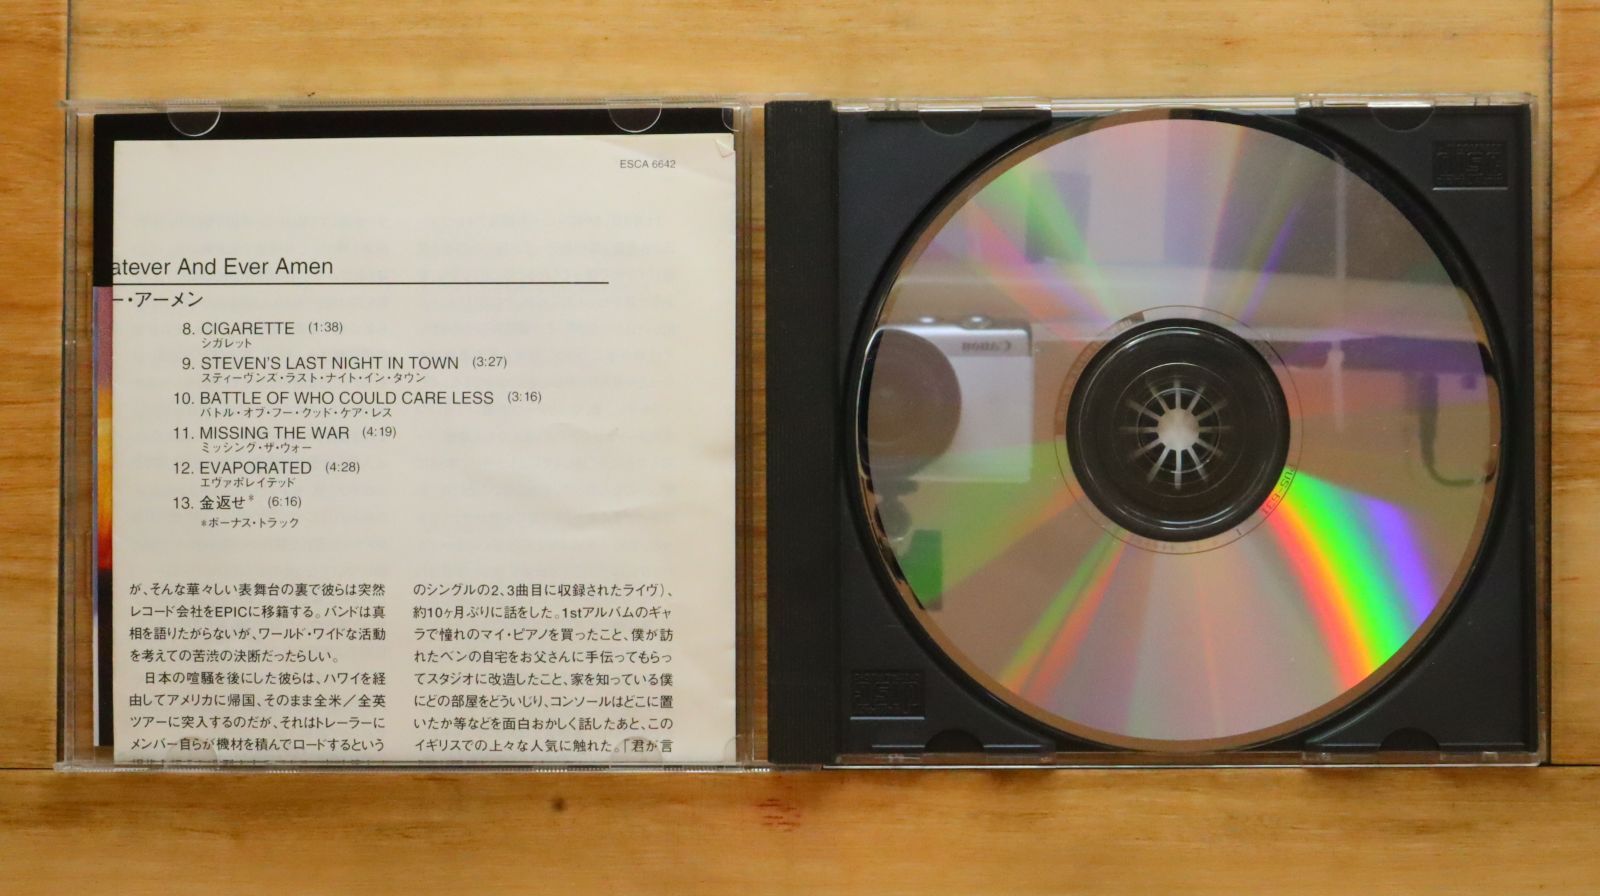 ESCA 6642
atever And Ever Amen
ー・アーメン
8. CIGARETTE (1:38)
シガレット
9. STEVEN'S LAST NIGHT IN TOWN (3:27)
スティーヴンズ・ラスト・ナイト・イン・タウン
10. BATTLE OF WHO COULD CARE LESS (3:16)
バトル・オブ・フー・クッド・ケア・レス
11. MISSING THE WAR (4:19)
ミッシング・ザ・ウォー
12. EVAPORATED (4:28)
エヴァポレイテッド
13. 金返せ* (6:16)
*ボーナス・トラック
が、そんな華々しい表舞台の裏で彼らは突然
レコード会社をEPICに移籍する。バンドは真
相を語りたがらないが、ワールド・ワイドな活動
を考えての苦渋の決断だったらしい。
日本の喧騒を後にした彼らは、ハワイを経
由してアメリカに帰国、そのまま全米／全英
ツアーに突入するのだが、それはトレーラーに
メンバー自らが機材を積んでロードするという
のシングルの2、3曲目に収録されたライヴ)、
約10ヶ月ぶりに話をした。1stアルバムのギャ
ラで憧れのマイ・ピアノを買ったこと、僕が訪
れたベンの自宅をお父さんに手伝ってもらっ
てスタジオに改造したこと、家を知っている僕
にどの部屋をどういじり、コンソールはどこに置
いたか等などを面白おかしく話したあと、この
イギリスでの上々な人気に触れた。「君が言
Canon